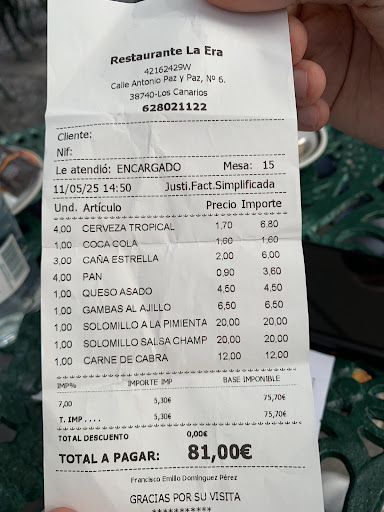 Restaurante La Era
42162429W
Calle Antonio Paz y Paz, Nº 6.
38740-Los Canarios
628021122
Cliente:
Nif:
Le atendió: ENCARGADO Mesa: 15
11/05/25 14:50 Justi.Fact.Simplificada
Und. Artículo Precio Importe
4,00 CERVEZA TROPICAL 1,70 6,80
1,00 COCA COLA 1,60 1,60
3,00 CAÑA ESTRELLA 2,00 6,00
4,00 PAN 0,90 3,60
1,00 QUESO ASADO 4,50 4,50
1,00 GAMBAS AL AJILLO 6,50 6,50
1,00 SOLOMILLO A LA PIMIENTA 20,00 20,00
1,00 SOLOMILLO SALSA CHAMP 20,00 20,00
1,00 CARNE DE CABRA 12,00 12,00
IMP% IMPORTE IMP BASE IMPONIBLE
7,00 5,30€ 75,70€
T. IMP .... 5,30€ 75,70€
TOTAL DESCUENTO 0,00€
TOTAL A PAGAR: 81,00€
Francisco Emilio Domínguez Pérez
GRACIAS POR SU VISITA
***********